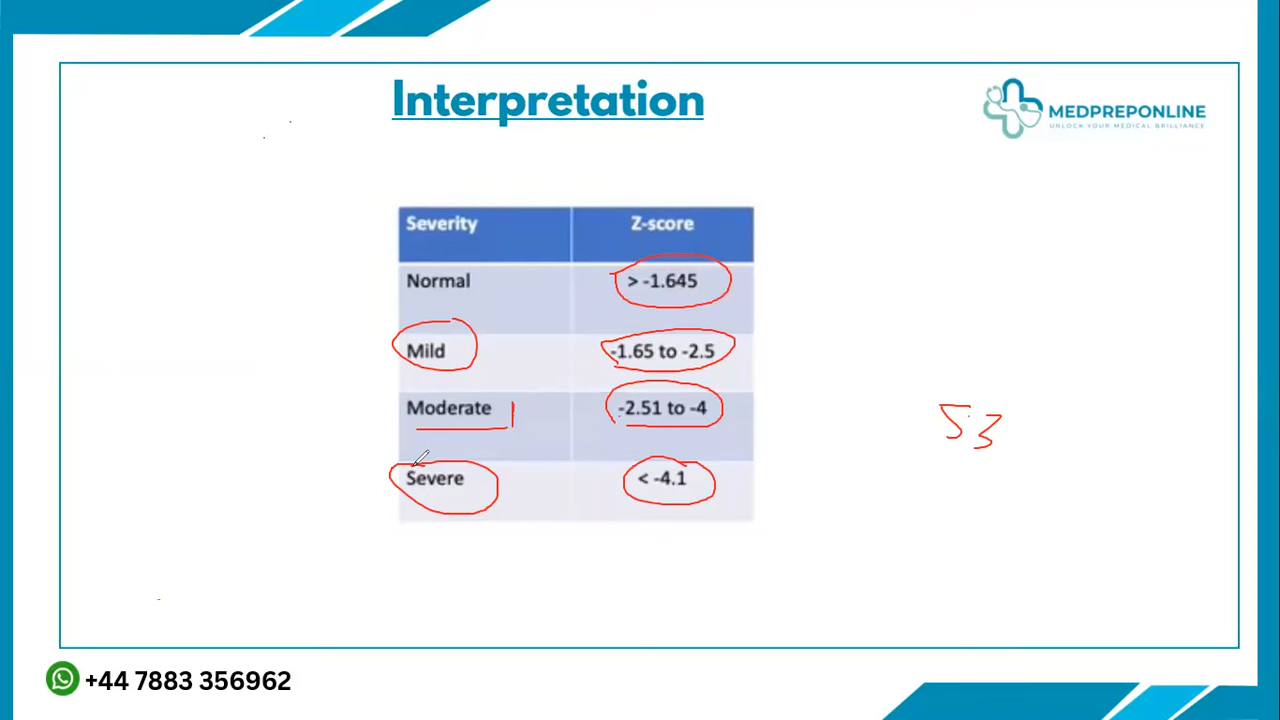 Interpretation
MEDPREPONLINE
UNLOCK YOUR MEDICAL BRILLIANCE
Severity Z-score
Normal > -1.645
Mild -1.65 to -2.5
Moderate -2.51 to -4
Severe < -4.1
53
+44 7883 356962